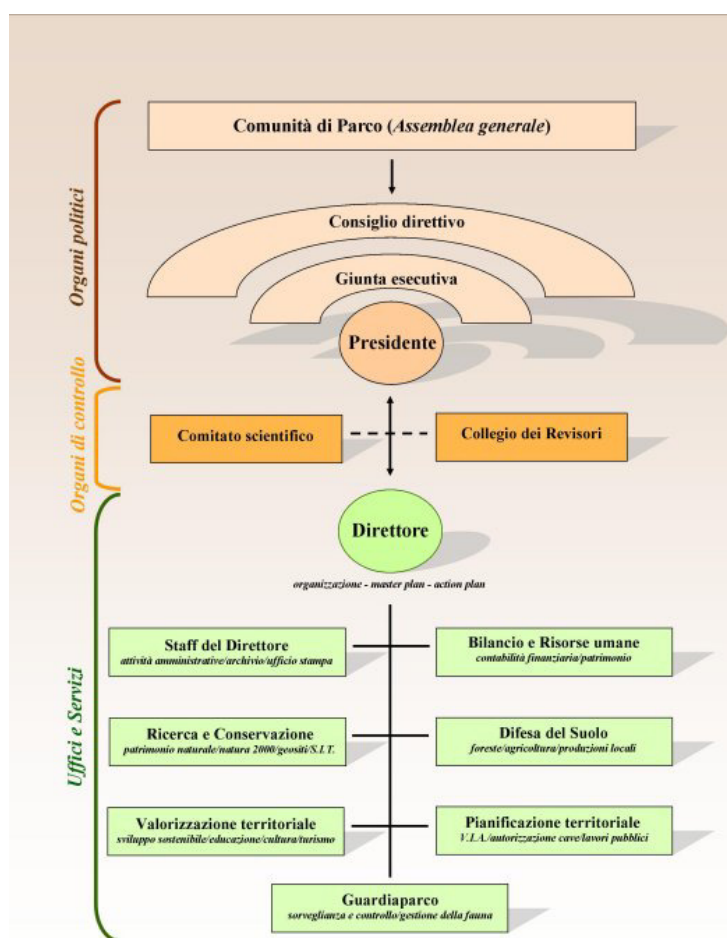 Comunità di Parco (Assemblea generale)
Organi politici
Consiglio direttivo
Giunta esecutiva
Presidente
Organi di controllo
Comitato scientifico
Collegio dei Revisori
Uffici e Servizi
Direttore
organizzazione - master plan - action plan
Staff del Direttore
attività amministrative/archivio/ufficio stampa
Bilancio e Risorse umane
contabilità finanziaria/patrimonio
Ricerca e Conservazione
patrimonio naturale/natura 2000/geositi/S.I.T.
Difesa del Suolo
foreste/agricoltura/produzioni locali
Valorizzazione territoriale
sviluppo sostenibile/educazione/cultura/turismo
Pianificazione territoriale
V.I.A./autorizzazione cave/lavori pubblici
Guardiaparco
sorveglianza e controllo/gestione della fauna